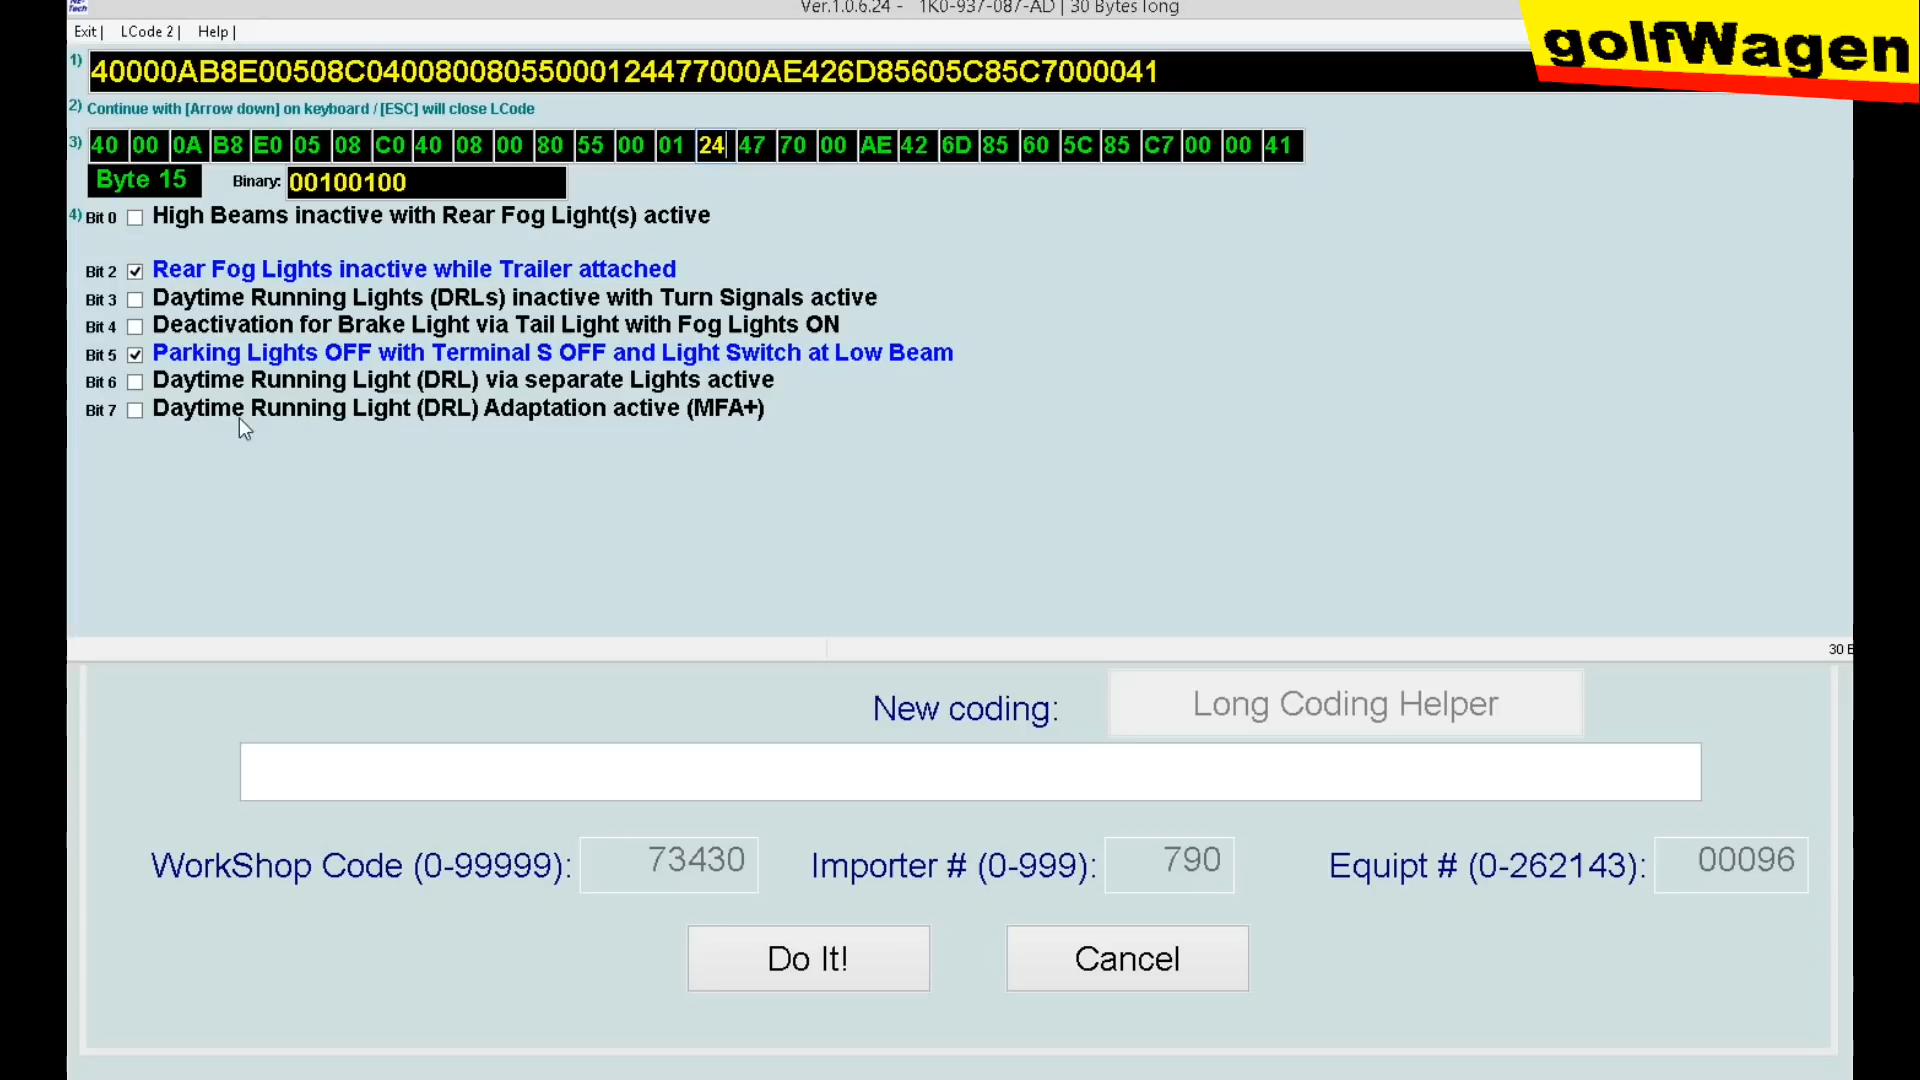 Tech
Ver.1.0.6.24 - 1K0-937-087-AD | 30 Bytes long
golfWagen
Exit | LCode 2 | Help |
1) 40000AB8E00508C04008008055000124477000AE426D85605C85C7000041
2) Continue with [Arrow down] on keyboard / [ESC] will close LCode
3) 40 00 0A B8 E0 05 08 C0 40 08 00 80 55 00 01 24 47 70 00 AE 42 6D 85 60 5C 85 C7 00 00 41
Byte 15 Binary: 00100100
4) Bit 0 High Beams inactive with Rear Fog Light(s) active
Bit 2 Rear Fog Lights inactive while Trailer attached
Bit 3 Daytime Running Lights (DRLs) inactive with Turn Signals active
Bit 4 Deactivation for Brake Light via Tail Light with Fog Lights ON
Bit 5 Parking Lights OFF with Terminal S OFF and Light Switch at Low Beam
Bit 6 Daytime Running Light (DRL) via separate Lights active
Bit 7 Daytime Running Light (DRL) Adaptation active (MFA+)
30
New coding: Long Coding Helper
WorkShop Code (0-99999): 73430 Importer # (0-999): 790 Equipt # (0-262143): 00096
Do It! Cancel